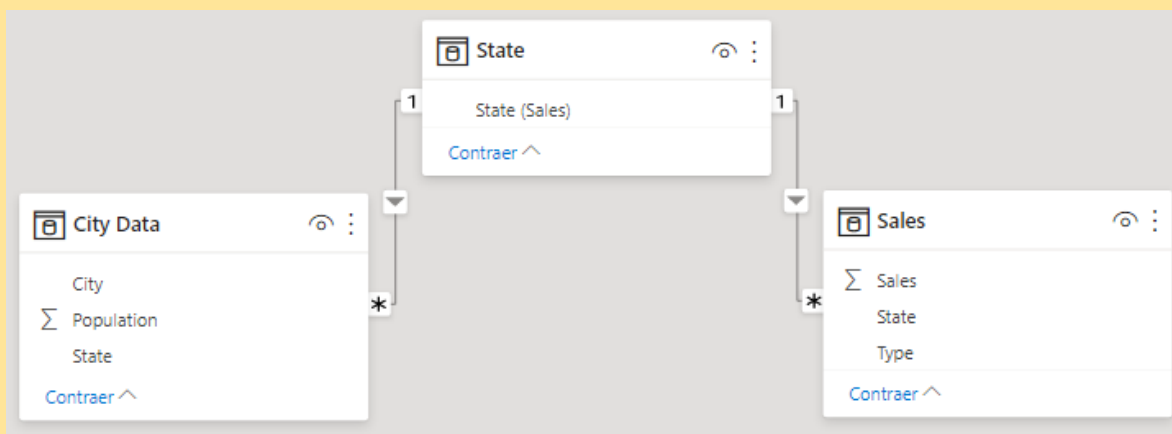 State
State (Sales)
Contraer
1
1
City Data
City
Population
State
Contraer
*
Sales
Σ Sales
State
Type
Contraer
*